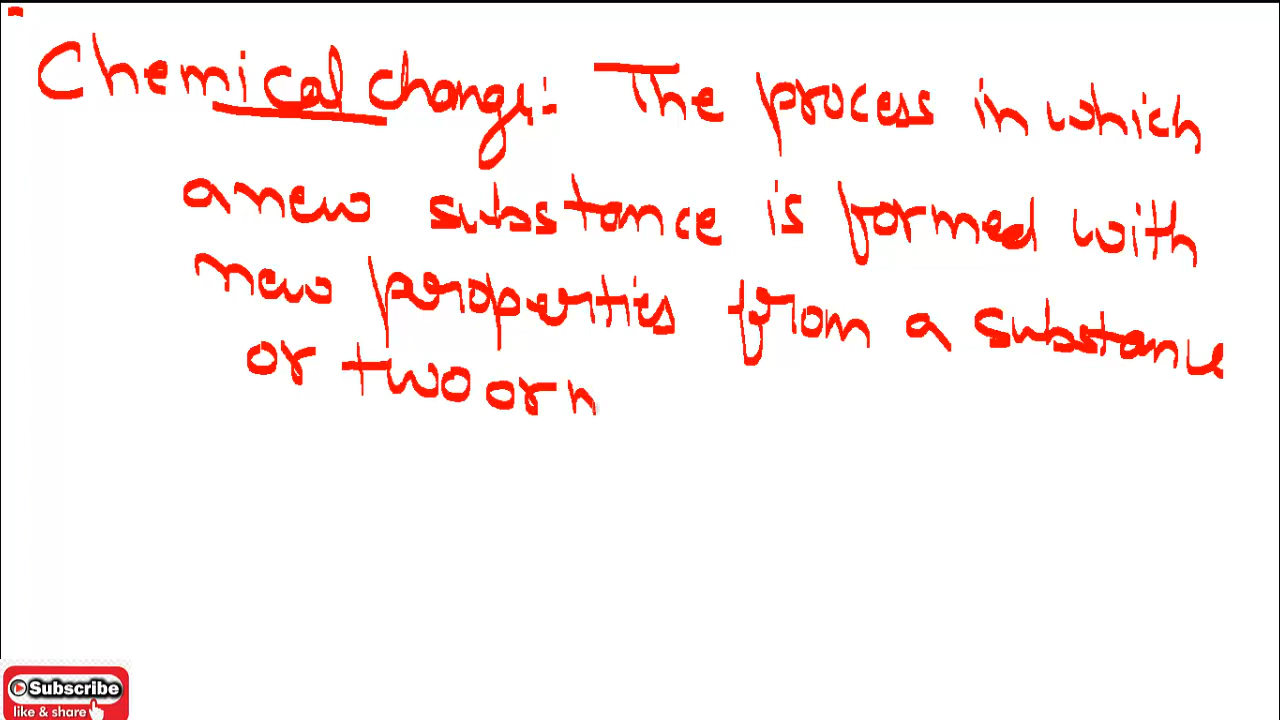 Chemical change: The process in which
a new substance is formed with
new properties from a substance
or two or
Subscribe
like & share